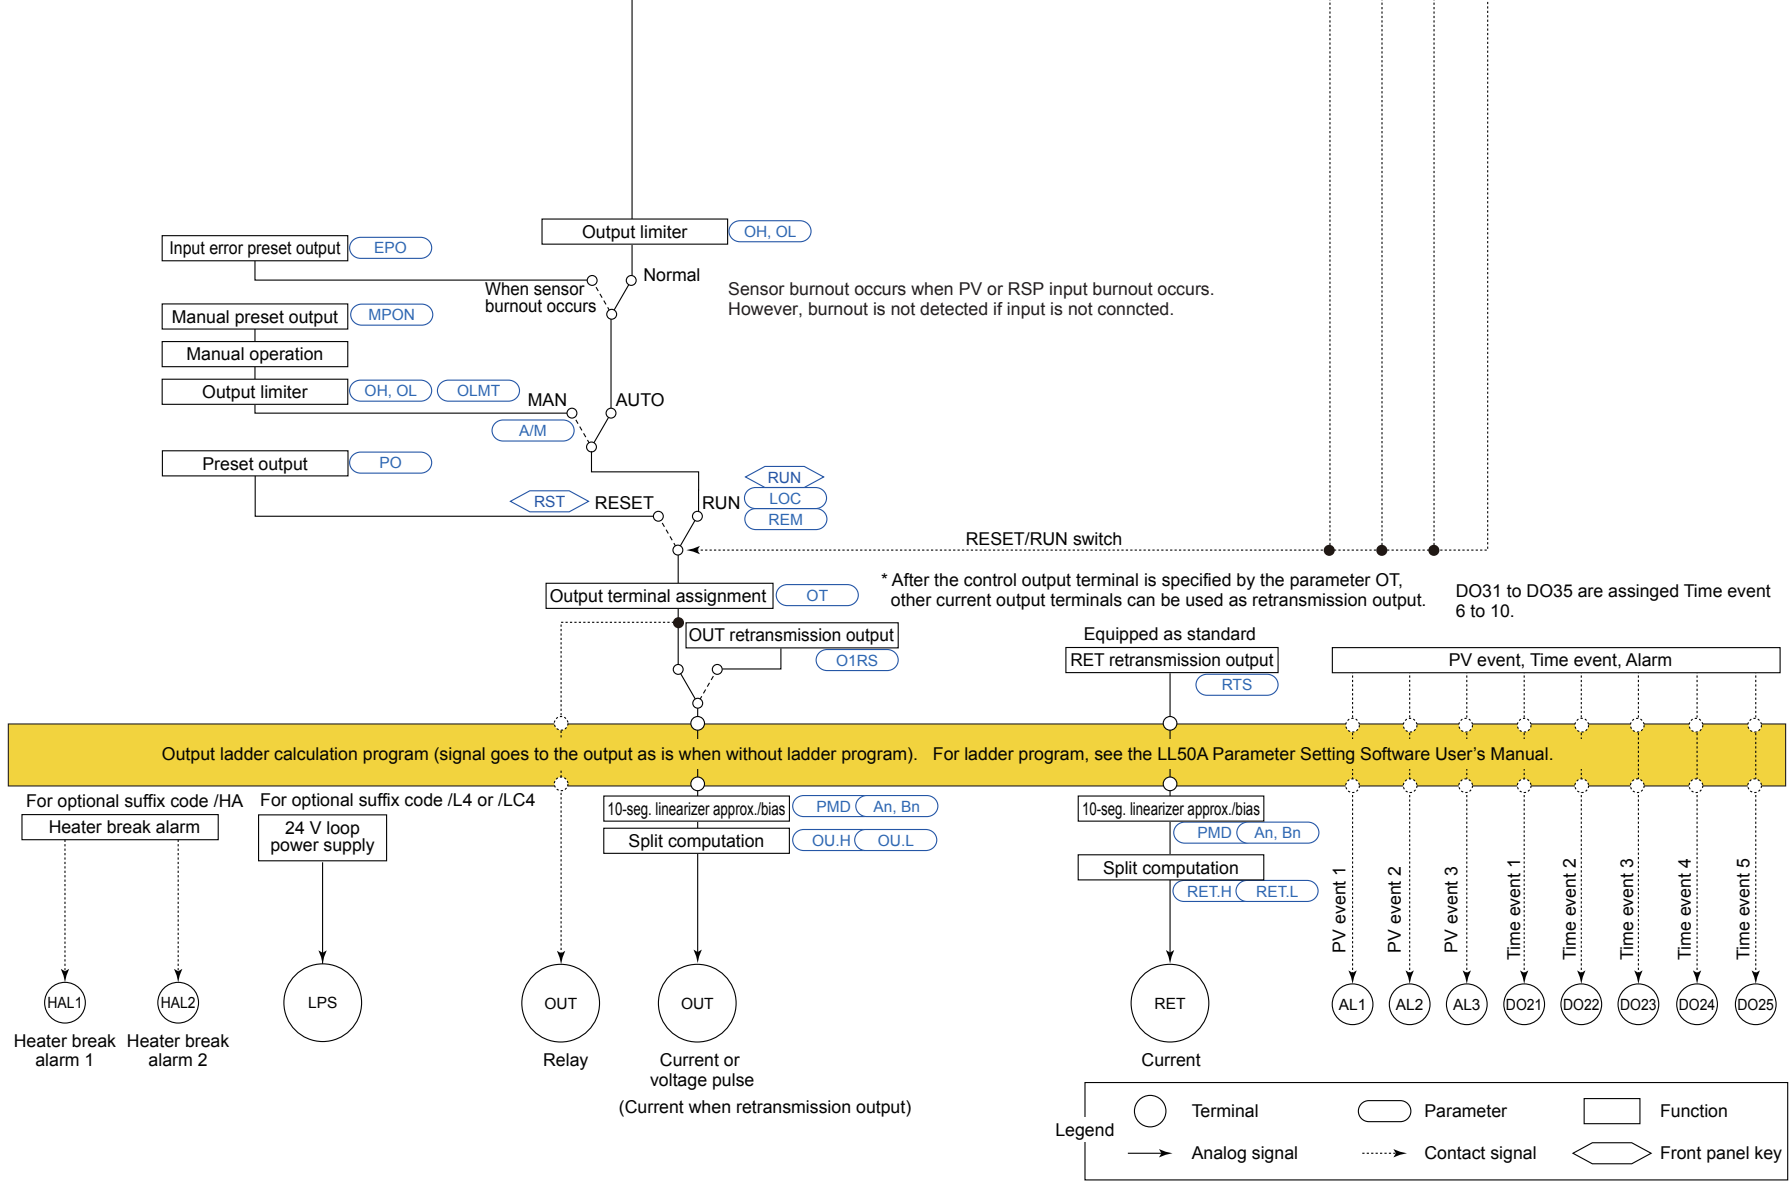 Output limiter
OH, OL
Input error preset output
EPO
Normal
When sensor
burnout occurs
Sensor burnout occurs when PV or RSP input burnout occurs.
However, burnout is not detected if input is not conncted.
Manual preset output
MPON
Manual operation
Output limiter
OH, OL
OLMT
MAN
AUTO
A/M
Preset output
PO
RST
RESET
RUN
RUN
LOC
REM
RESET/RUN switch
Output terminal assignment
OT
* After the control output terminal is specified by the parameter OT,
other current output terminals can be used as retransmission output.
DO31 to DO35 are assinged Time event
6 to 10.
OUT retransmission output
O1RS
Equipped as standard
RET retransmission output
RTS
PV event, Time event, Alarm
Output ladder calculation program (signal goes to the output as is when without ladder program). For ladder program, see the LL50A Parameter Setting Software User's Manual.
For optional suffix code /HA
Heater break alarm
For optional suffix code /L4 or /LC4
24 V loop
power supply
10-seg. linearizer approx./bias
PMD
An, Bn
Split computation
OU.H
OU.L
10-seg. linearizer approx./bias
PMD
An, Bn
Split computation
RET.H
RET.L
PV event 1
PV event 2
PV event 3
Time event 1
Time event 2
Time event 3
Time event 4
Time event 5
HAL1
HAL2
LPS
OUT
OUT
RET
AL1
AL2
AL3
DO21
DO22
DO23
DO24
DO25
Heater break
alarm 1
Heater break
alarm 2
Relay
Current or
voltage pulse
(Current when retransmission output)
Current
Legend
Terminal
Parameter
Function
Analog signal
Contact signal
Front panel key